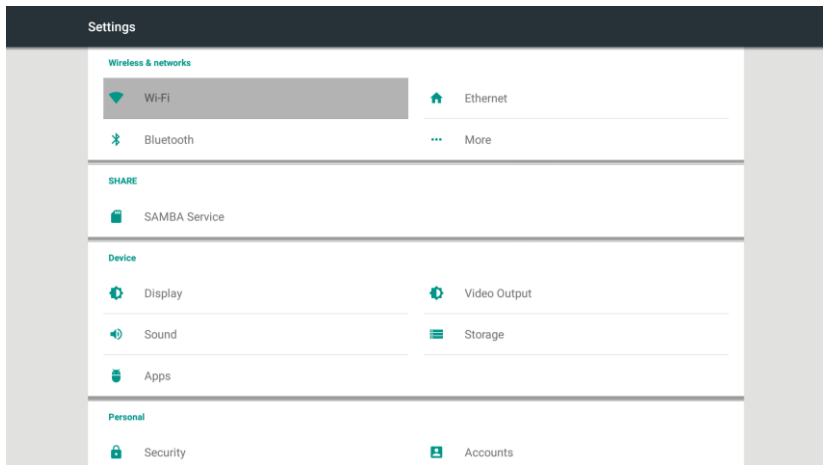 Settings
Wireless & networks
Wi-Fi
Ethernet
Bluetooth
More
SHARE
SAMBA Service
Device
Display
Video Output
Sound
Storage
Apps
Personal
Security
Accounts